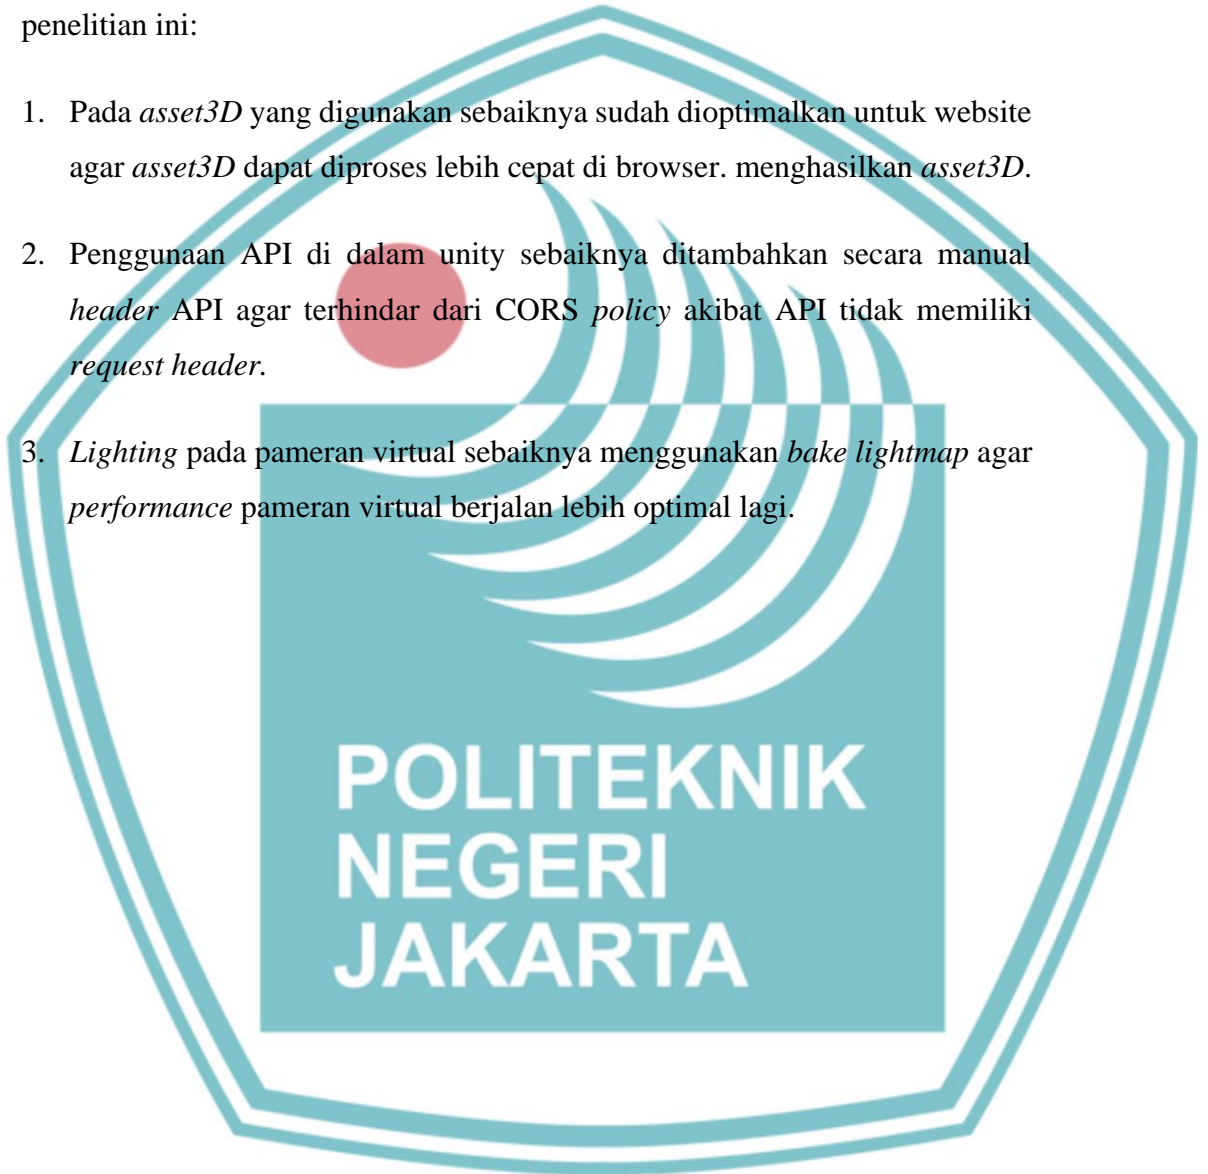 penelitian ini:
1. Pada asset3D yang digunakan sebaiknya sudah dioptimalkan untuk website
agar asset3D dapat diproses lebih cepat di browser. menghasilkan asset3D.
2. Penggunaan API di dalam unity sebaiknya ditambahkan secara manual
header API agar terhindar dari CORS policy akibat API tidak memiliki
request header.
3. Lighting pada pameran virtual sebaiknya menggunakan bake lightmap agar
performance pameran virtual berjalan lebih optimal lagi.
POLITEKNIK
NEGERI
JAKARTA